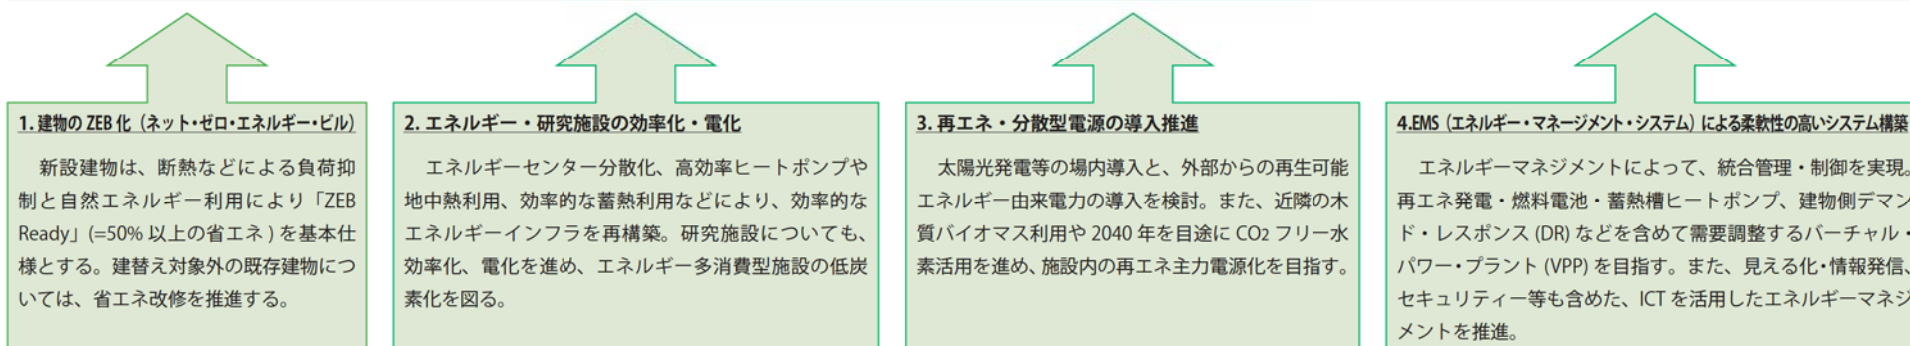 1. 建物の ZEB 化（ネット・ゼロ・エネルギー・ビル）
新設建物は、断熱などによる負荷抑
制と自然エネルギー利用により「ZEB
Ready」(=50% 以上の省エネ ) を基本仕
様とする。建替え対象外の既存建物につ
いては、省エネ改修を推進する。
2. エネルギー・研究施設の効率化・電化
エネルギーセンター分散化、高効率ヒートポンプや
地中熱利用、効率的な蓄熱利用などにより、効率的な
エネルギーインフラを再構築。研究施設についても、
効率化、電化を進め、エネルギー多消費型施設の低炭
素化を図る。
3. 再エネ・分散型電源の導入推進
太陽光発電等の場内導入と、外部からの再生可能
エネルギー由来電力の導入を検討。また、近隣の木
質バイオマス利用や 2040 年を目途に CO2 フリー水
素活用を進め、施設内の再エネ主力電源化を目指す。
4.EMS（エネルギー・マネージメント・システム）による柔軟性の高いシステム構築
エネルギーマネジメントによって、統合管理・制御を実現。
再エネ発電・燃料電池・蓄熱槽ヒートポンプ、建物側デマン
ド・レスポンス (DR) などを含めて需要調整するバーチャル・
パワー・プラント (VPP) を目指す。また、見える化・情報発信、
セキュリティー等も含めた、ICT を活用したエネルギーマネジ
メントを推進。